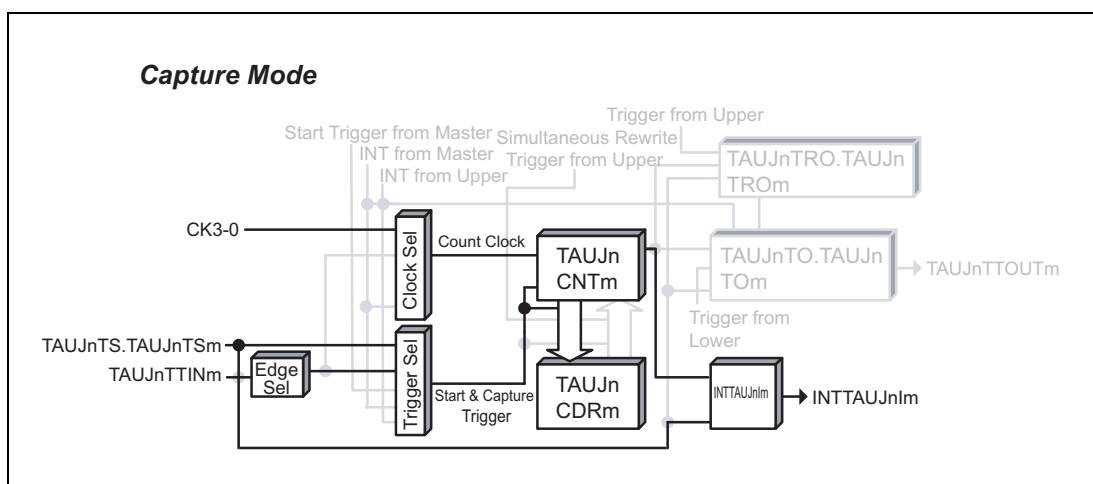 Capture Mode
Trigger from Upper
Start Trigger from Master
Simultaneous Rewrite
INT from Master
Trigger from Upper
INT from Upper
TAUJnTRO.TAUJn
TROm
CK3-0
Clock Sel
Count Clock
TAUJn
CNTm
TAUJnTO.TAUJn
TOm
TAUJnTTOUTm
Trigger from
Lower
TAUJnTS.TAUJnTSm
TAUJnTTINm
Edge
Sel
Trigger Sel
Start & Capture
Trigger
TAUJn
CDRm
INTTAUJnIm
INTTAUJnIm